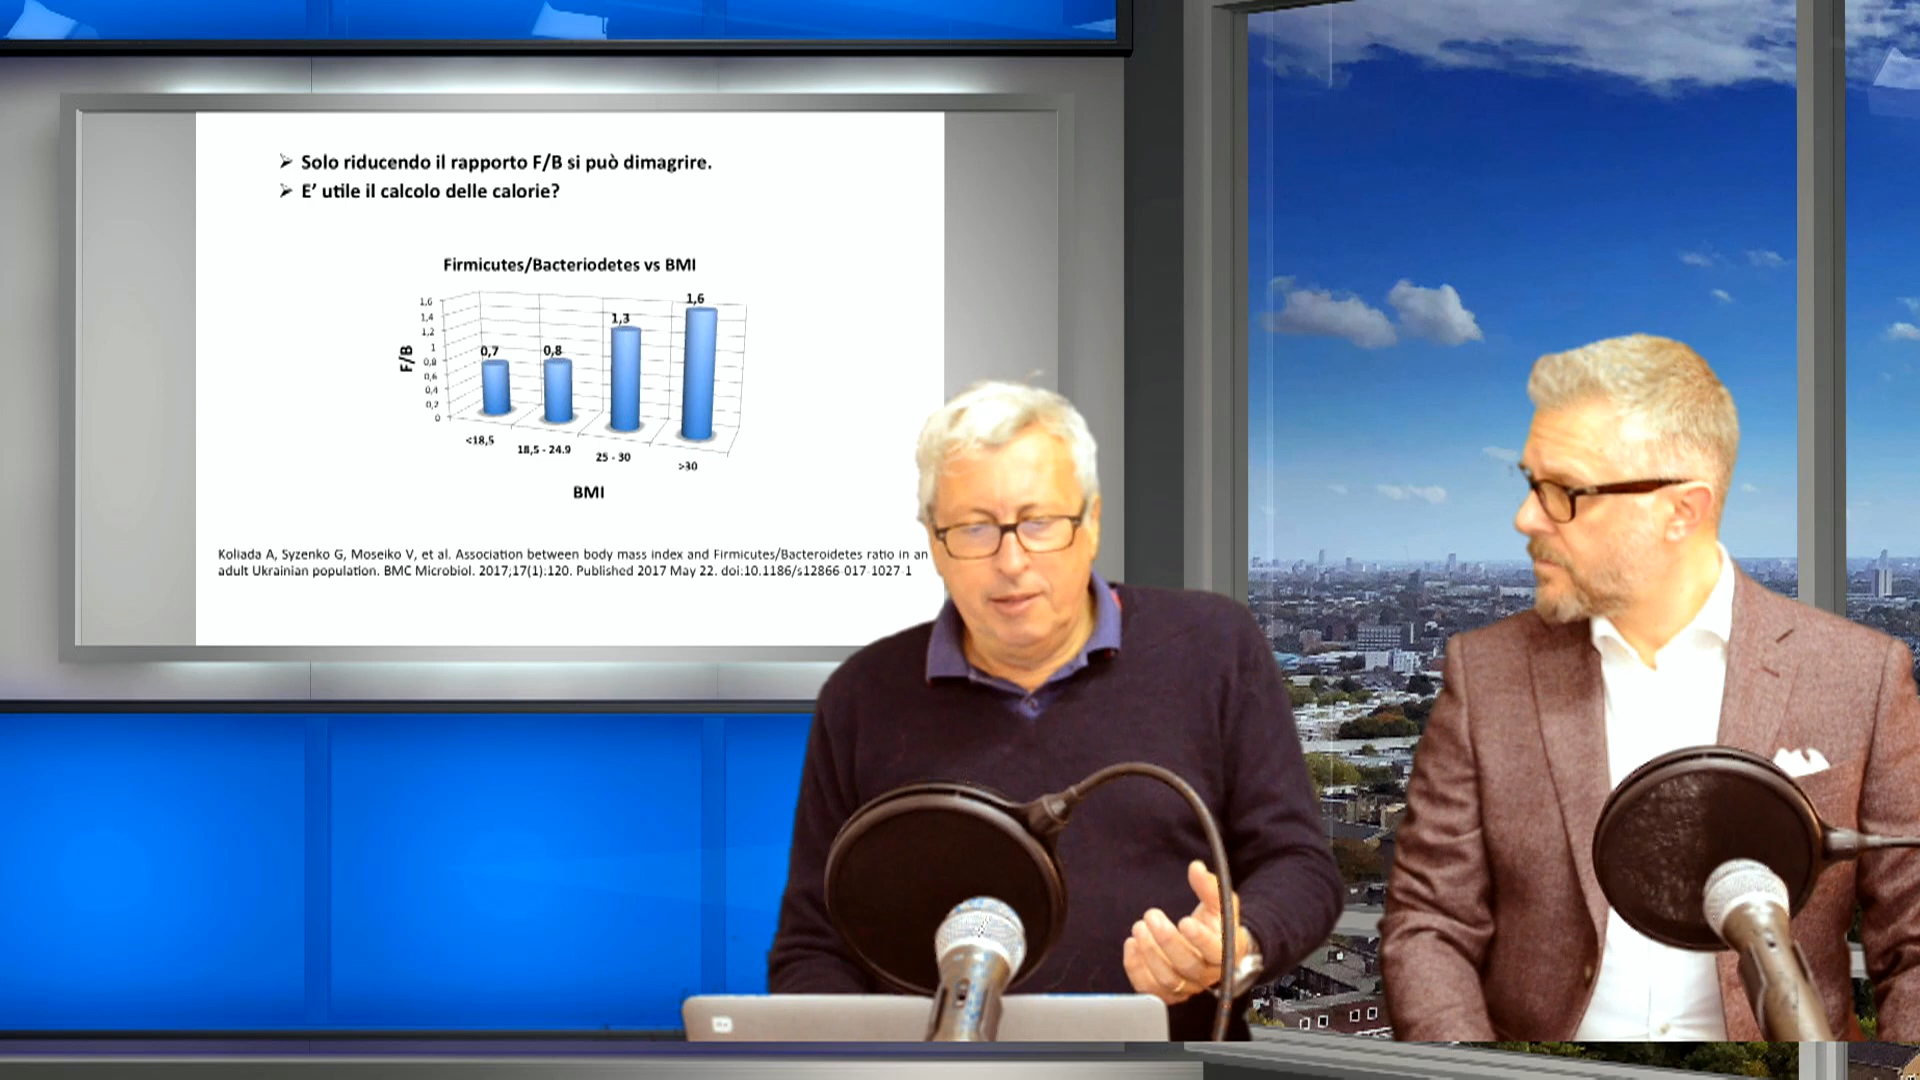 ➢ Solo riducendo il rapporto F/B si può dimagrire.
➢ E’ utile il calcolo delle calorie?
Firmicutes/Bacteriodetes vs BMI
F/B
1,6
1,4
1,2
1
0,8
0,6
0,4
0,2
0
0,7
0,8
1,3
1,6
<18,5
18,5 - 24.9
25 - 30
>30
BMI
Koliada A, Syzenko G, Moseiko V, et al. Association between body mass index and Firmicutes/Bacteroidetes ratio in an
adult Ukrainian population. BMC Microbiol. 2017;17(1):120. Published 2017 May 22. doi:10.1186/s12866-017-1027-1